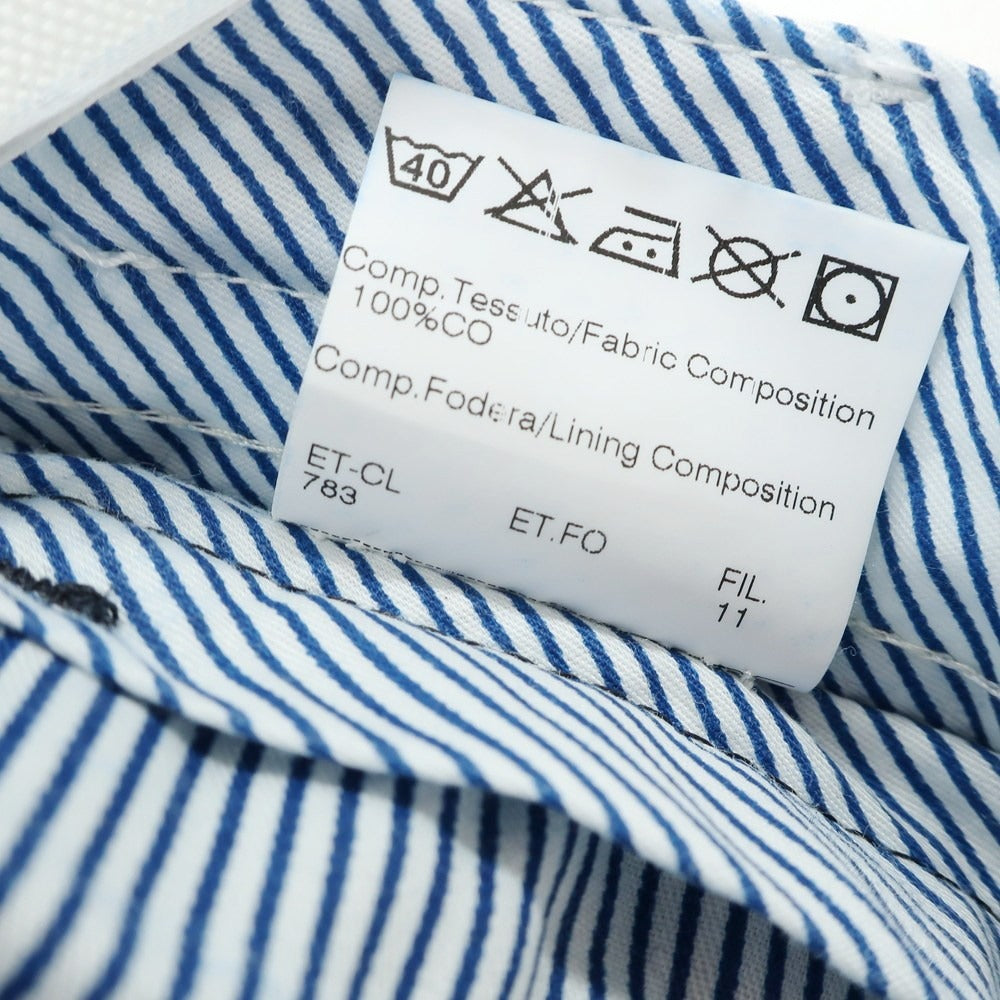 40
Comp.Tessuto/Fabric Composition
100%CO
Comp.Fodera/Lining Composition
ET-CL
783
ET.FO
FIL.
11